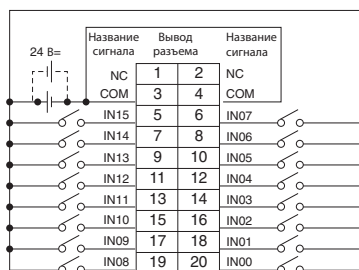 Название сигнала Вывод разъема Название сигнала
24 В=
NC 1 2 NC
COM 3 4 COM
IN15 5 6 IN07
IN14 7 8 IN06
IN13 9 10 IN05
IN12 11 12 IN04
IN11 13 14 IN03
IN10 15 16 IN02
IN09 17 18 IN01
IN08 19 20 IN00